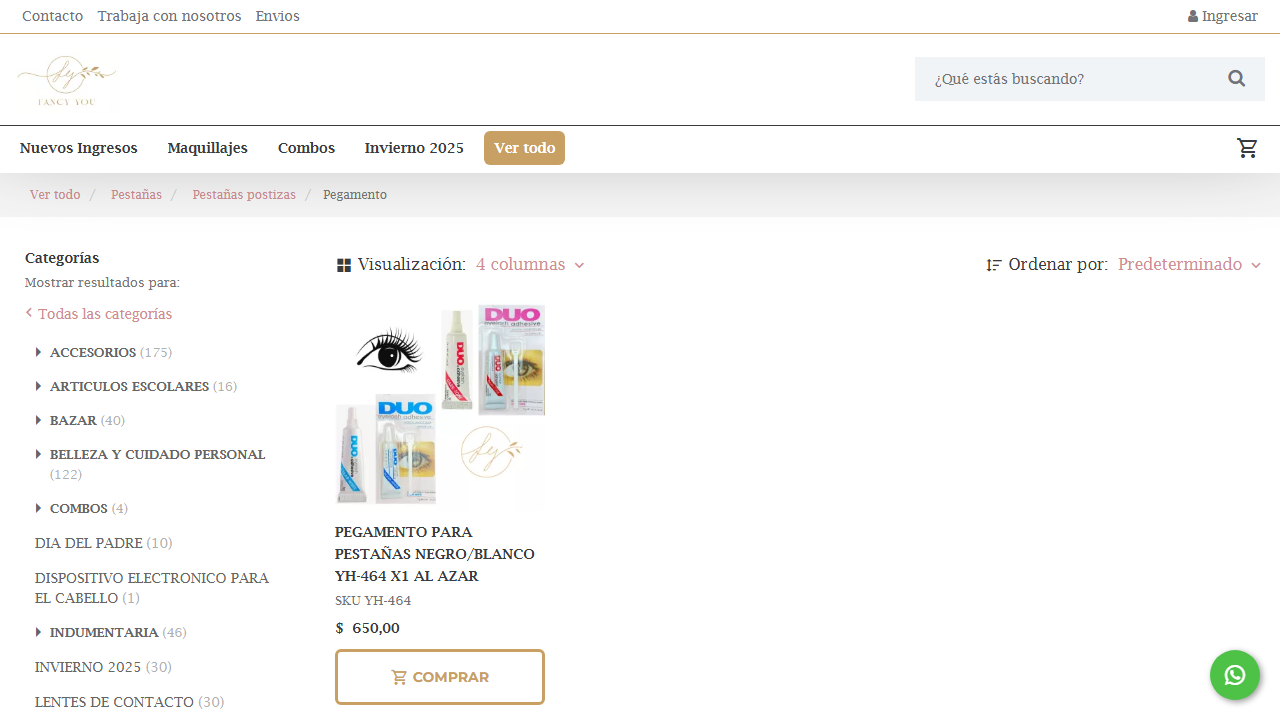 Contacto Trabaja con nosotros Envios
Ingresar
FANCY YOU
¿Qué estás buscando?
Nuevos Ingresos Maquillajes Combos Invierno 2025 Ver todo
Ver todo / Pestañas / Pestañas postizas / Pegamento
Categorías
Mostrar resultados para:
Todas las categorías
ACCESORIOS (175)
ARTICULOS ESCOLARES (16)
BAZAR (40)
BELLEZA Y CUIDADO PERSONAL
(122)
COMBOS (4)
DIA DEL PADRE (10)
DISPOSITIVO ELECTRONICO PARA
EL CABELLO (1)
INDUMENTARIA (46)
INVIERNO 2025 (30)
LENTES DE CONTACTO (30)
Visualización: 4 columnas
Ordenar por: Predeterminado
DUO
eyelash adhesive
DUO
DUO
eyelash adhesive
DUO
PEGAMENTO PARA
PESTAÑAS NEGRO/BLANCO
YH-464 X1 AL AZAR
SKU YH-464
$ 650,00
COMPRAR